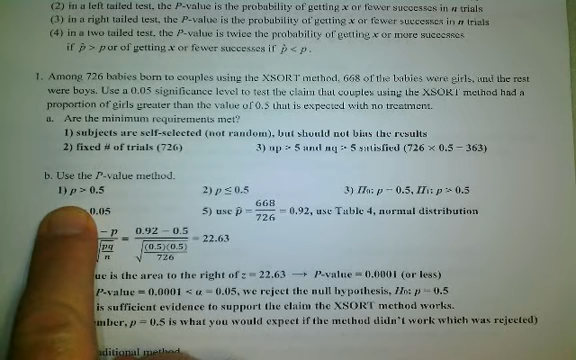 (2) in a left tailed test, the P-value is the probability of getting x or fewer successes in n trials
(3) in a right tailed test, the P-value is the probability of getting x or fewer successes in n trials
(4) in a two tailed test, the P-value is twice the probability of getting x or more successes
if p̂ > p or of getting x or fewer successes if p̂ < p.
1. Among 726 babies born to couples using the XSORT method, 668 of the babies were girls, and the rest
were boys. Use a 0.05 significance level to test the claim that couples using the XSORT method had a
proportion of girls greater than the value of 0.5 that is expected with no treatment.
a. Are the minimum requirements met?
1) subjects are self-selected (not random), but should not bias the results
2) fixed # of trials (726) 3) np > 5 and nq > 5 satisfied (726 × 0.5 = 363)
b. Use the P-value method.
1) p > 0.5 2) p ≤ 0.5 3) H₀: p = 0.5, H₁: p > 0.5
0.05 5) use p̂ = 668/726 = 0.92, use Table 4, normal distribution
– p / √(pq/n) = 0.92 – 0.5 / √((0.5)(0.5)/726) = 22.63
ue is the area to the right of z = 22.63 → P-value = 0.0001 (or less)
P-value = 0.0001 < α = 0.05, we reject the null hypothesis, H₀: p = 0.5
is sufficient evidence to support the claim the XSORT method works.
mber, p = 0.5 is what you would expect if the method didn't work which was rejected)
aditional method